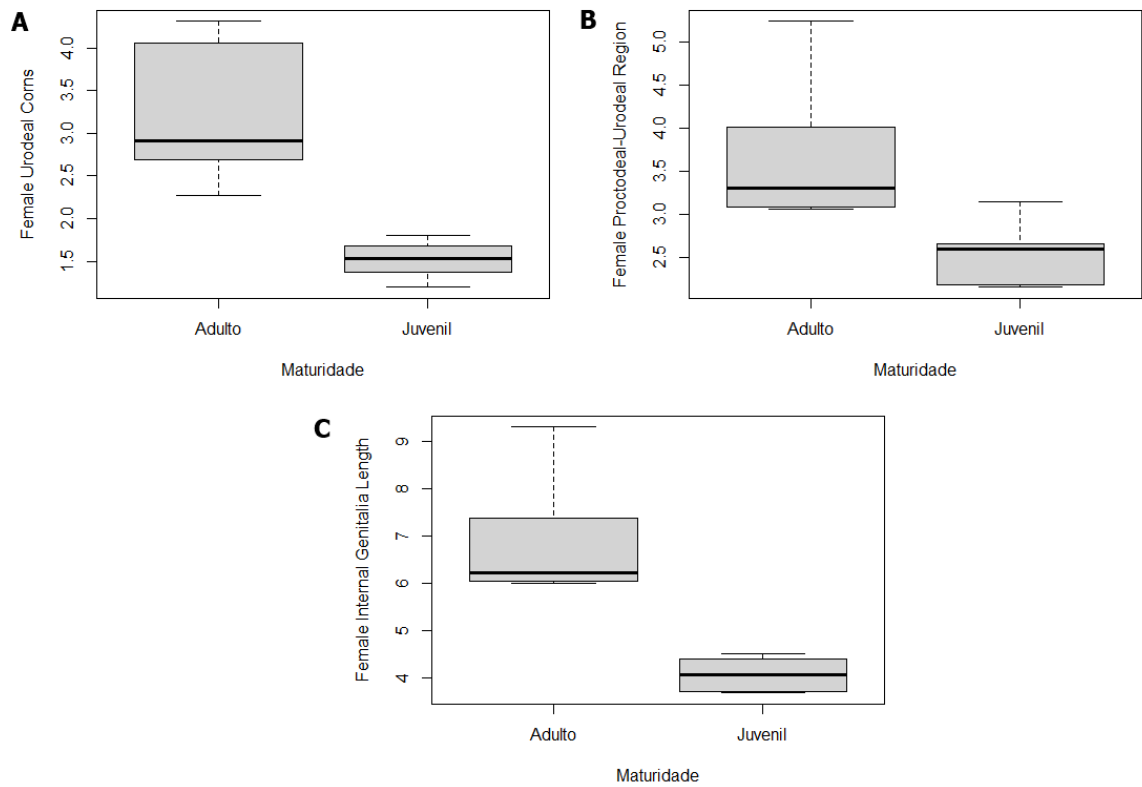 A
Female Urodeal Corns
4.0
3.5
3.0
2.5
2.0
1.5
Adulto Juvenil
Maturidade
B
Female Proctodeal-Urodeal Region
5.0
4.5
4.0
3.5
3.0
2.5
Adulto Juvenil
Maturidade
C
Female Internal Genitalia Length
9
8
7
6
5
4
Adulto Juvenil
Maturidade